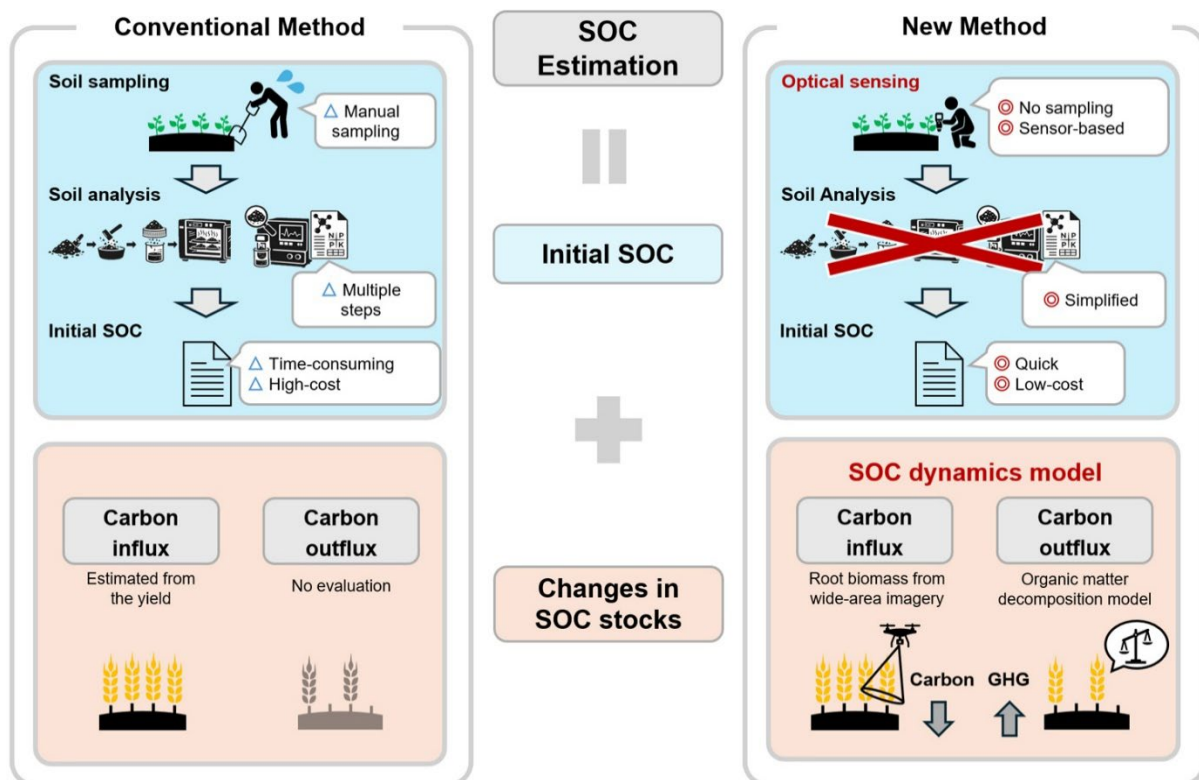 Conventional Method
Soil sampling
△ Manual
sampling
Soil analysis
N P
P K
△ Multiple
steps
Initial SOC
△ Time-consuming
△ High-cost
Carbon
influx
Estimated from
the yield
Carbon
outflux
No evaluation
SOC
Estimation
Initial SOC
Changes in
SOC stocks
New Method
Optical sensing
◎ No sampling
◎ Sensor-based
Soil Analysis
N P
P K
◎ Simplified
Initial SOC
◎ Quick
◎ Low-cost
SOC dynamics model
Carbon
influx
Root biomass from
wide-area imagery
Carbon
outflux
Organic matter
decomposition model
Carbon
GHG